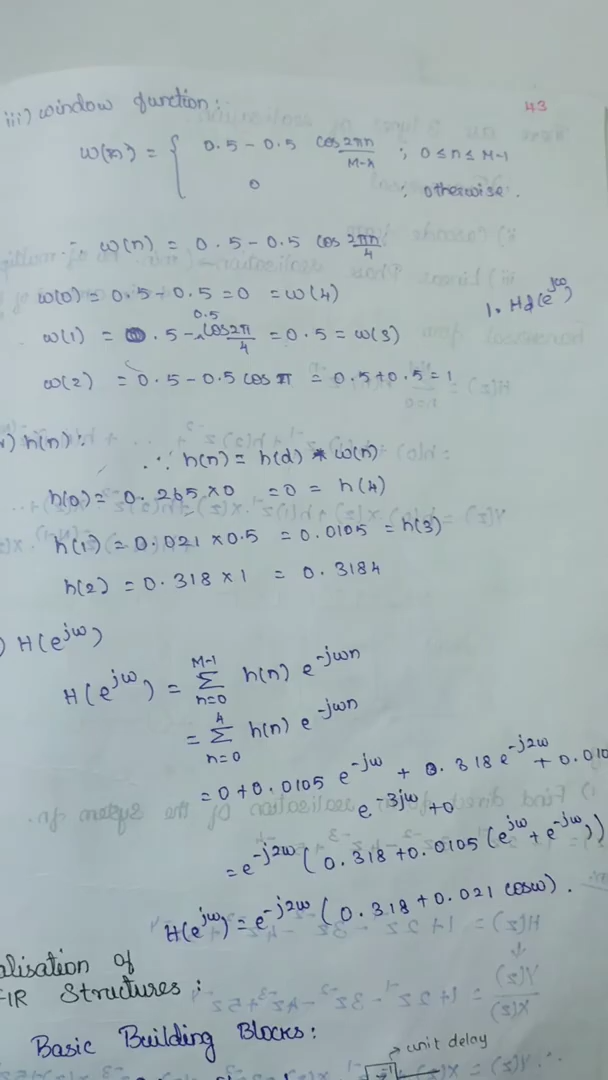 43
iii) window function:
w(n) = { 0.5 - 0.5 cos 2πn/M-1 ; 0 ≤ n ≤ M-1
0 ; otherwise.
∴ w(n) = 0.5 - 0.5 cos 2πn/4
w(0) = 0.5 - 0.5 = 0 = w(4)
1. Hd(e^jω)
w(1) = 0.5 - 0.5 cos 2π/4 = 0.5 = w(3)
w(2) = 0.5 - 0.5 cos π = 0.5 + 0.5 = 1
) h(n):
∴ h(n) = h(d) * w(n)
h(0) = 0.265 × 0 = 0 = h(4)
h(1) = 0.021 × 0.5 = 0.0105 = h(3)
h(2) = 0.318 × 1 = 0.3184
) H(e^jω)
H(e^jω) = Σ_{n=0}^{M-1} h(n) e^-jωn
= Σ_{n=0}^{4} h(n) e^-jωn
= 0 + 0.0105 e^-jω + 0.318 e^-j2ω + 0.010
e^-3jω + 0
= e^-j2ω (0.318 + 0.0105 (e^jω + e^-jω))
H(e^jω) = e^-j2ω (0.318 + 0.021 cosω).
alisation of
FIR Structures:
Basic Building Blocks:
→ unit delay